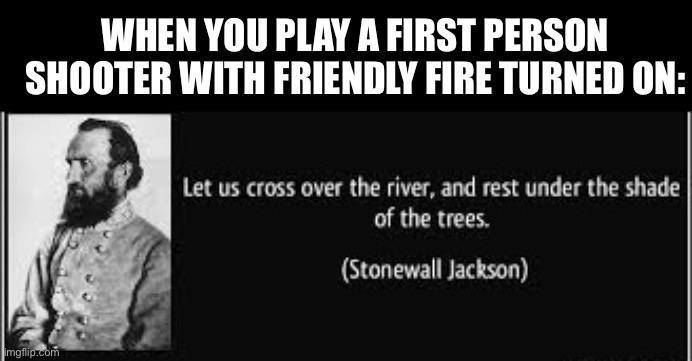 WHEN YOU PLAY A FIRST PERSON
SHOOTER WITH FRIENDLY FIRE TURNED ON:
Let us cross over the river, and rest under the shade
of the trees.
(Stonewall Jackson)
imgflip.com